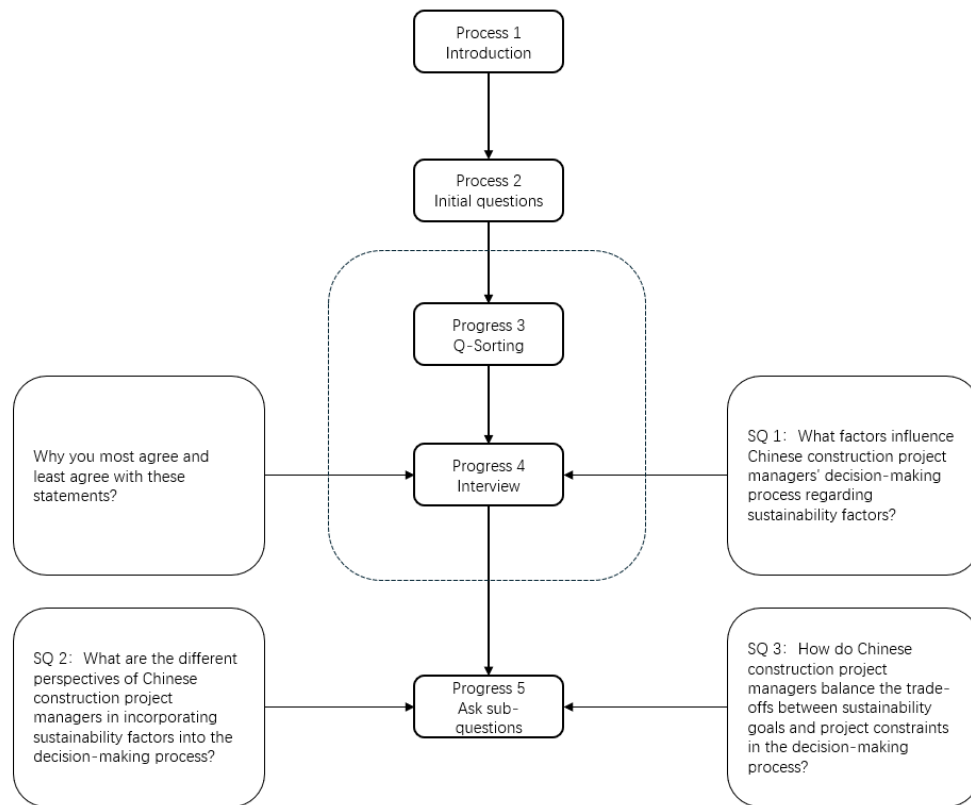 Process 1
Introduction
Process 2
Initial questions
Progress 3
Q-Sorting
Why you most agree and
least agree with these
statements?
Progress 4
Interview
SQ 1: What factors influence
Chinese construction project
managers' decision-making
process regarding
sustainability factors?
SQ 2: What are the different
perspectives of Chinese
construction project
managers in incorporating
sustainability factors into the
decision-making process?
Progress 5
Ask sub-
questions
SQ 3: How do Chinese
construction project
managers balance the trade-
offs between sustainability
goals and project constraints
in the decision-making
process?